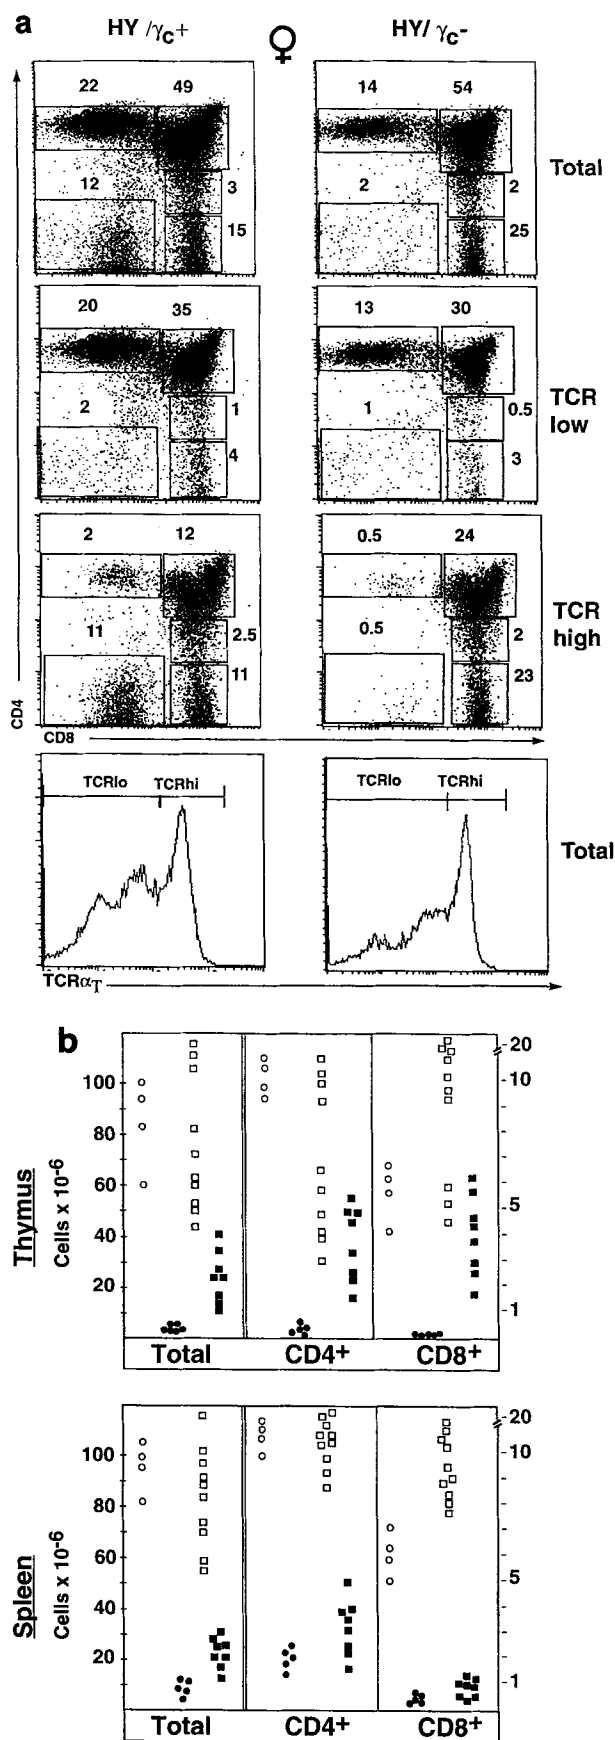 a HY /γc+ ♀ HY/ γc-
22 49 14 54
Total
12 3 2 2
15 25
20 35 13 30
TCR low
2 1 1 0.5
4 3
2 12 0.5 24
TCR high
11 2.5 0.5 2
11 23
CD4
CD8
TCRlo TCRhi TCRlo TCRhi
Total
TCRαT
b
Thymus
Cells x 10-6
100
80
60
40
20
20
10
5
1
Total CD4+ CD8+
Spleen
Cells x 10-6
100
80
60
40
20
20
10
5
1
Total CD4+ CD8+